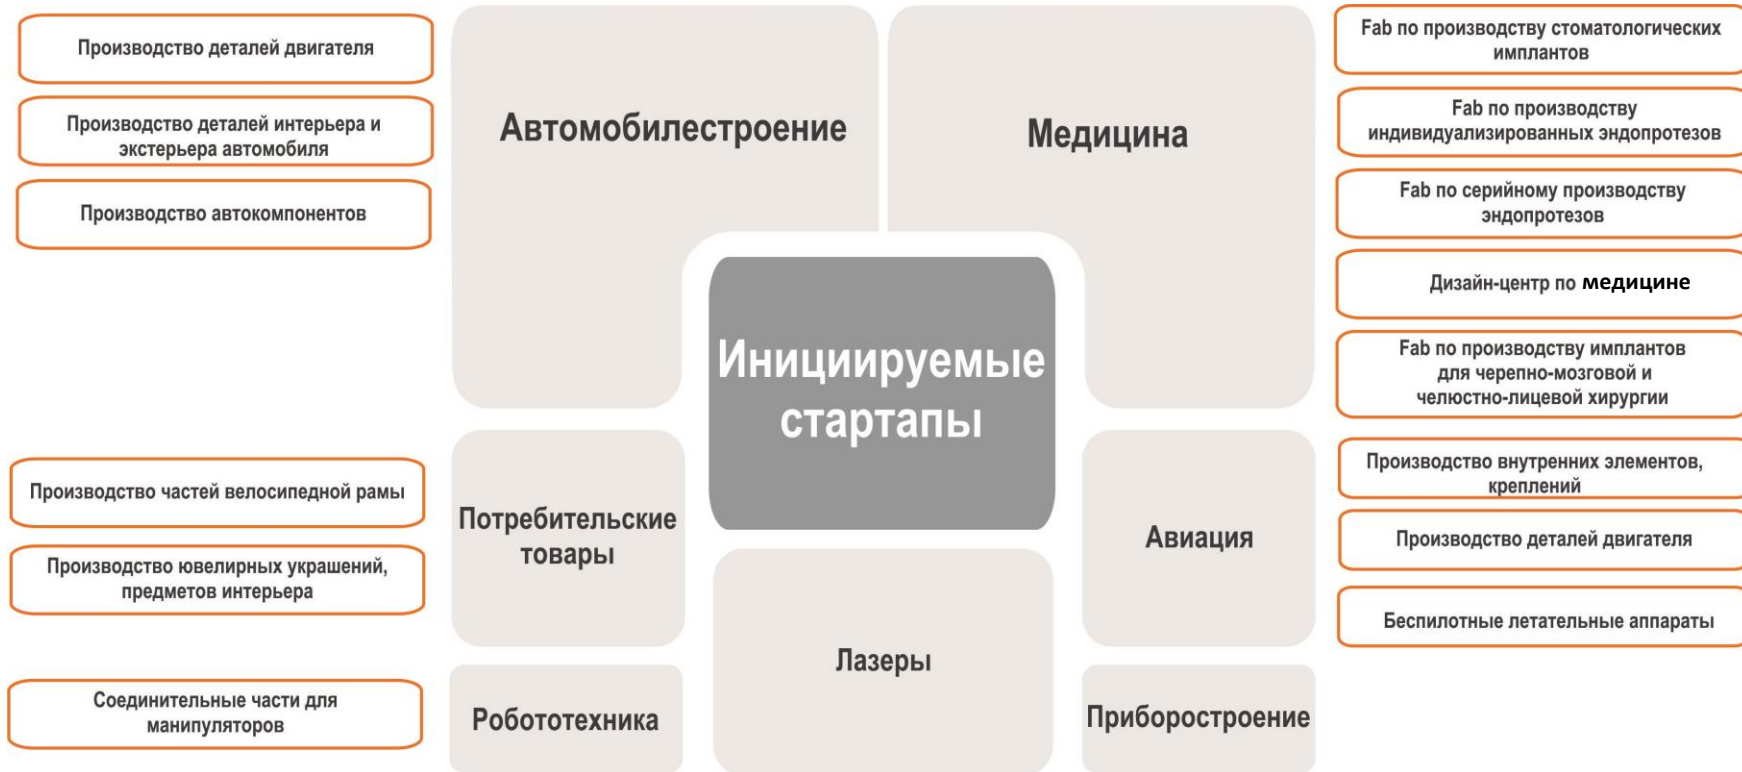 Производство деталей двигателя
Производство деталей интерьера и
экстерьера автомобиля
Производство автокомпонентов
Автомобилестроение
Медицина
Fab по производству стоматологических
имплантов
Fab по производству
индивидуализированных эндопротезов
Fab по серийному производству
эндопротезов
Дизайн-центр по медицине
Fab по производству имплантов
для черепно-мозговой и
челюстно-лицевой хирургии
Инициируемые
стартапы
Производство частей велосипедной рамы
Производство ювелирных украшений,
предметов интерьера
Потребительские
товары
Авиация
Производство внутренних элементов,
креплений
Производство деталей двигателя
Беспилотные летательные аппараты
Соединительные части для
манипуляторов
Робототехника
Лазеры
Приборостроение